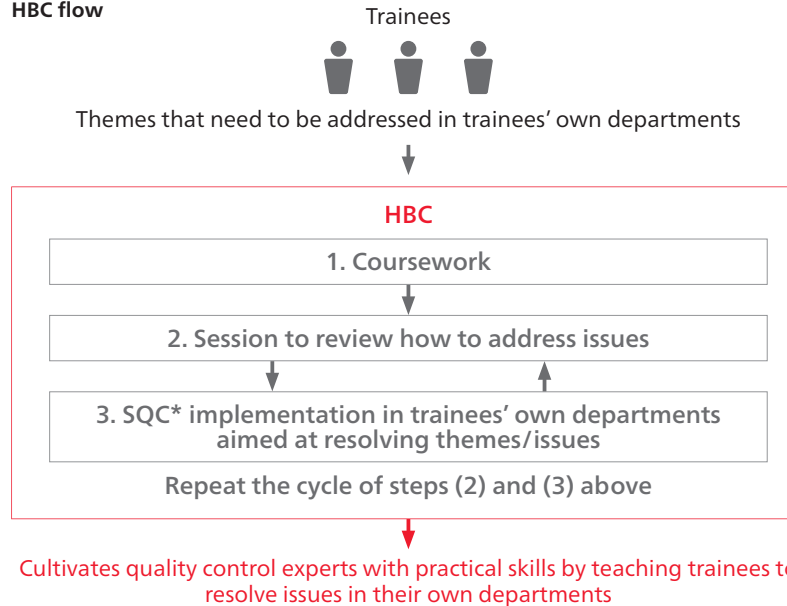 HBC flow
Trainees
Themes that need to be addressed in trainees’ own departments
HBC
1. Coursework
2. Session to review how to address issues
3. SQC* implementation in trainees’ own departments
aimed at resolving themes/issues
Repeat the cycle of steps (2) and (3) above
Cultivates quality control experts with practical skills by teaching trainees to
resolve issues in their own departments